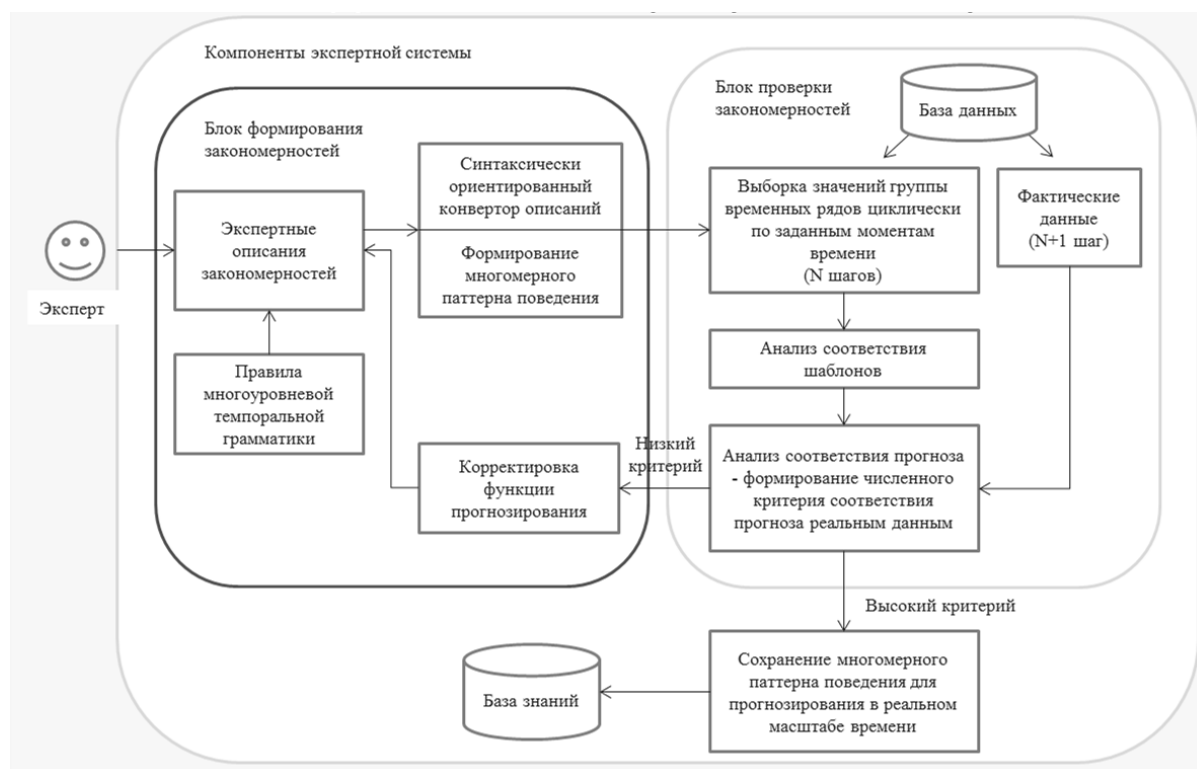 Компоненты экспертной системы
Блок формирования
закономерностей
Экспертные
описания
закономерностей
Синтаксически
ориентированный
конвертор описаний
Формирование
многомерного
паттерна поведения
Эксперт
Правила
многоуровневой
темпоральной
грамматики
Корректировка
функции
прогнозирования
Блок проверки
закономерностей
База данных
Выборка значений группы
временных рядов циклически
по заданным моментам
времени
(N шагов)
Фактические
данные
(N+1 шаг)
Анализ соответствия
шаблонов
Низкий
критерий
Анализ соответствия прогноза
- формирование численного
критерия соответствия
прогноза реальным данным
Высокий критерий
Сохранение многомерного
паттерна поведения для
прогнозирования в реальном
масштабе времени
База знаний